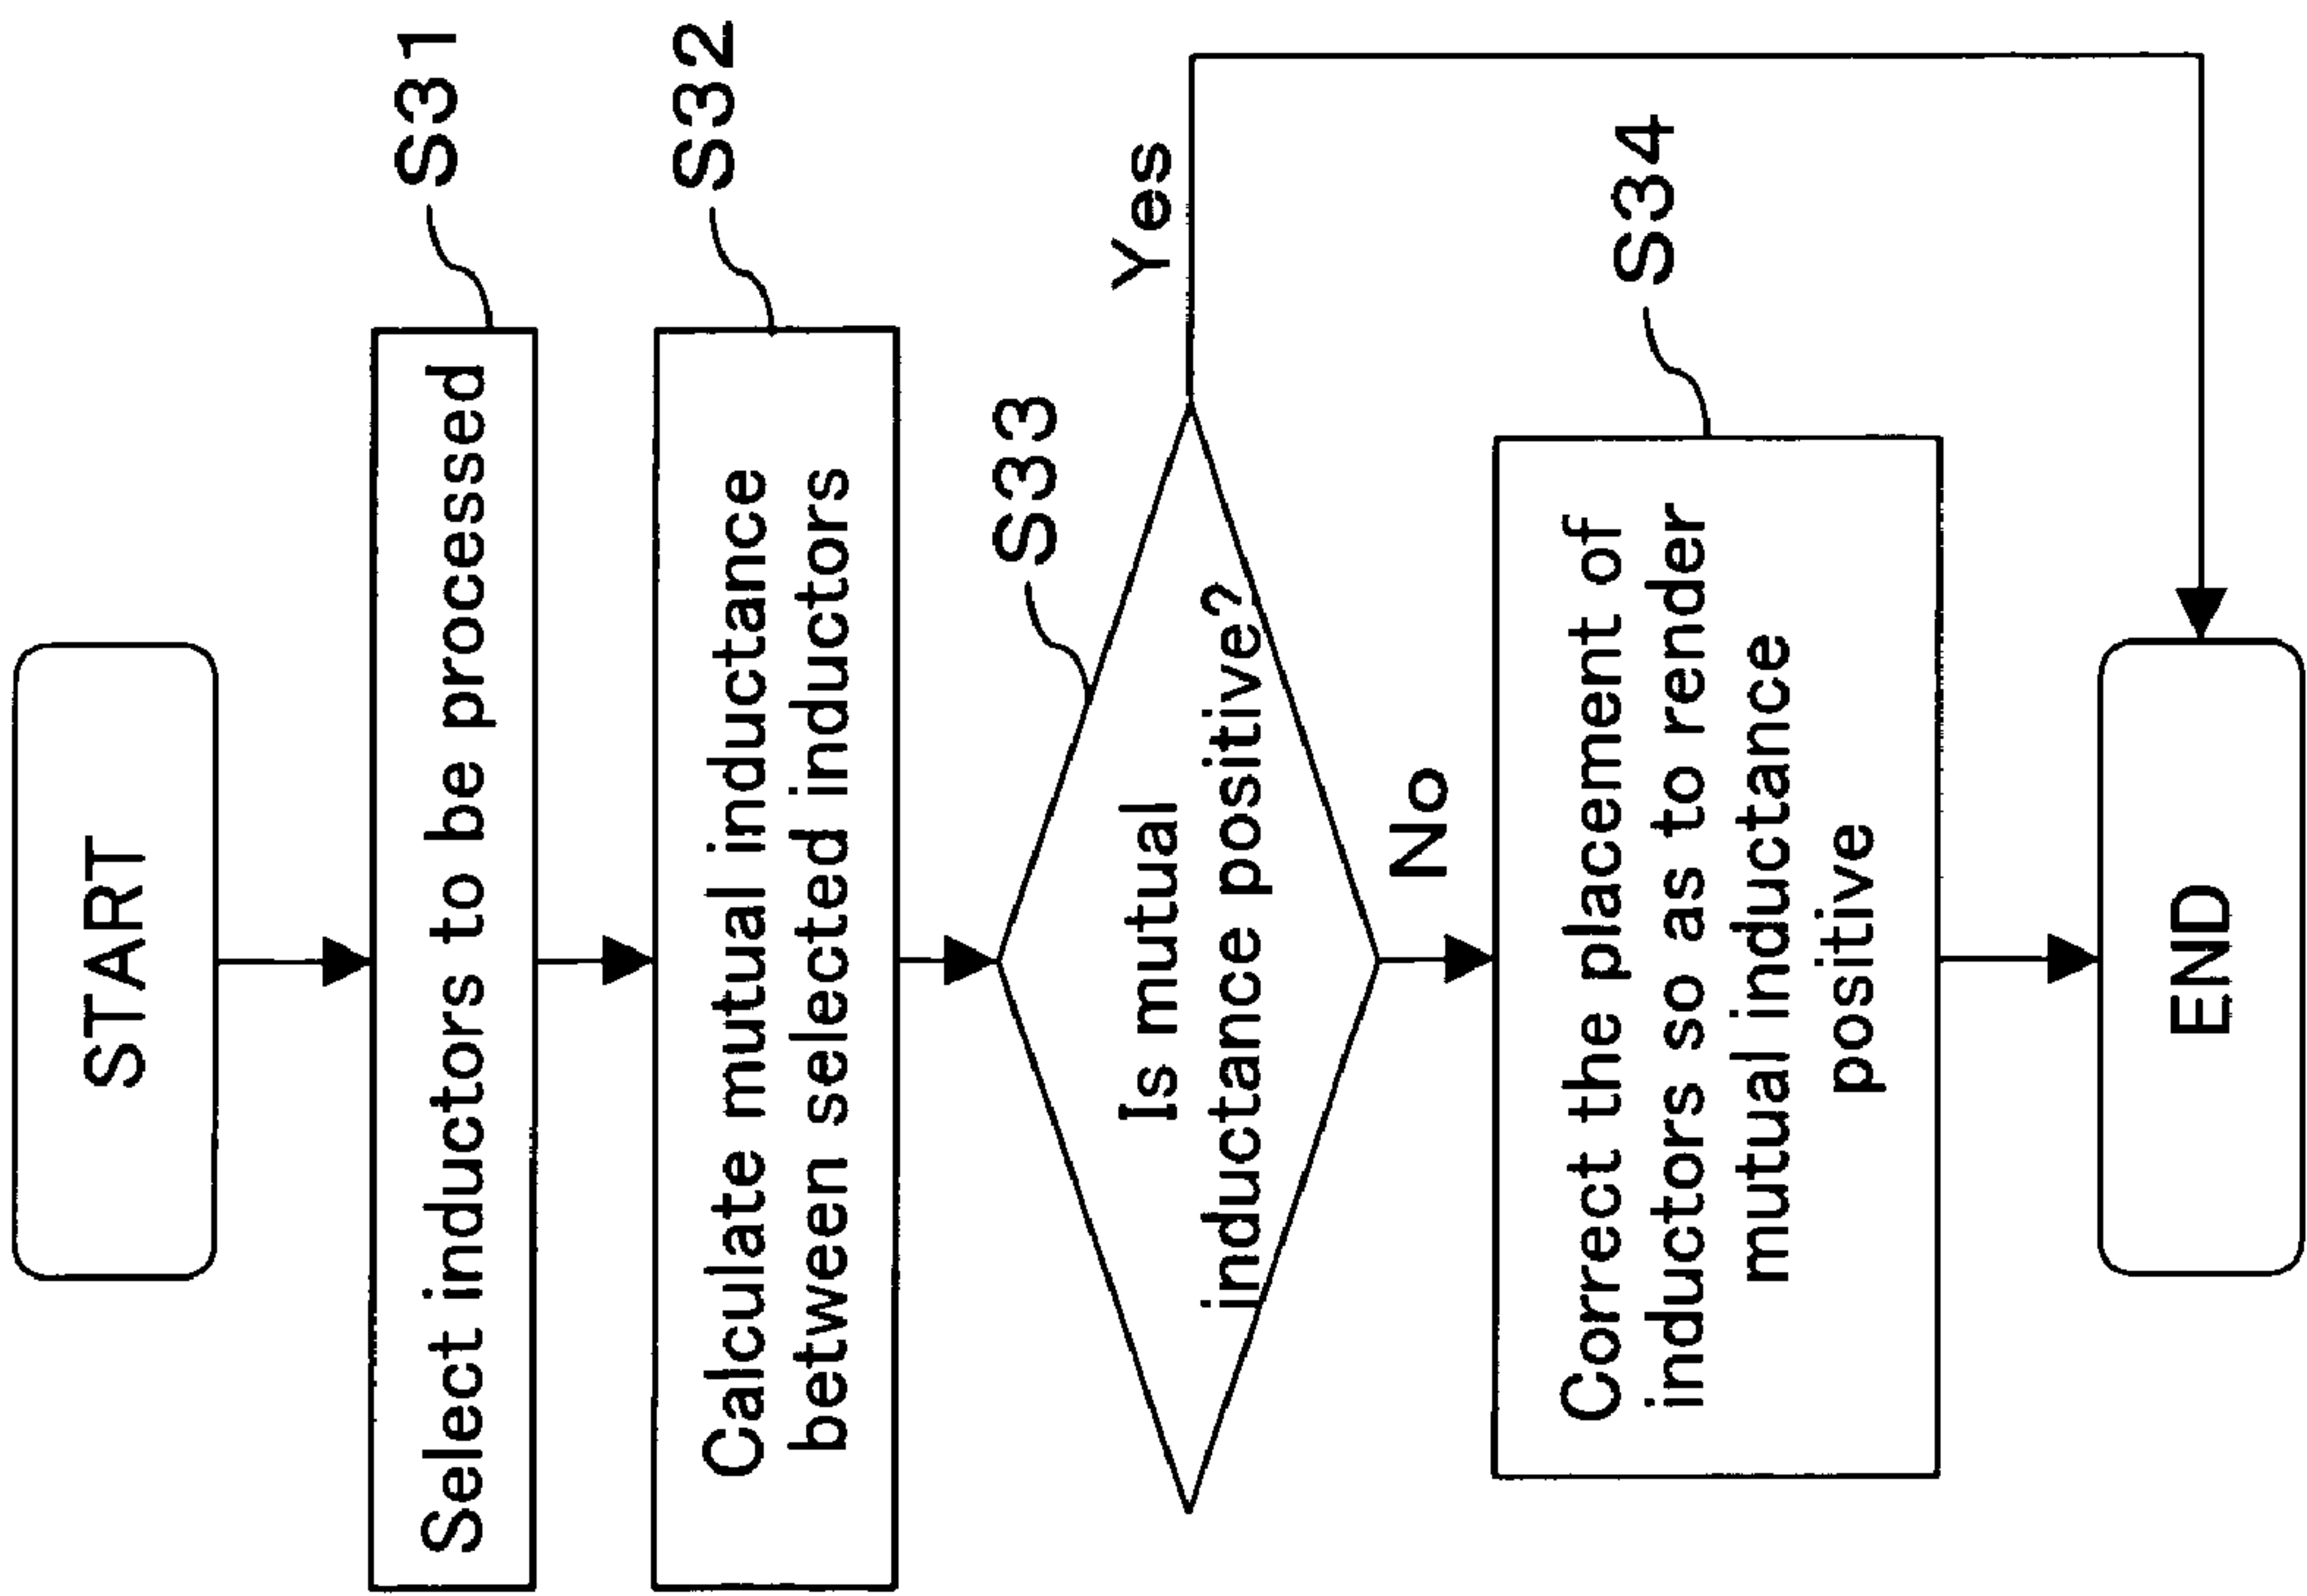 START
S31
Select inductors to be processed
S32
Calculate mutual inductance
between selected inductors
S33
Is mutual
inductance positive?
Yes
No
S34
Correct the placement of
inductors so as to render
mutual inductance
positive
END